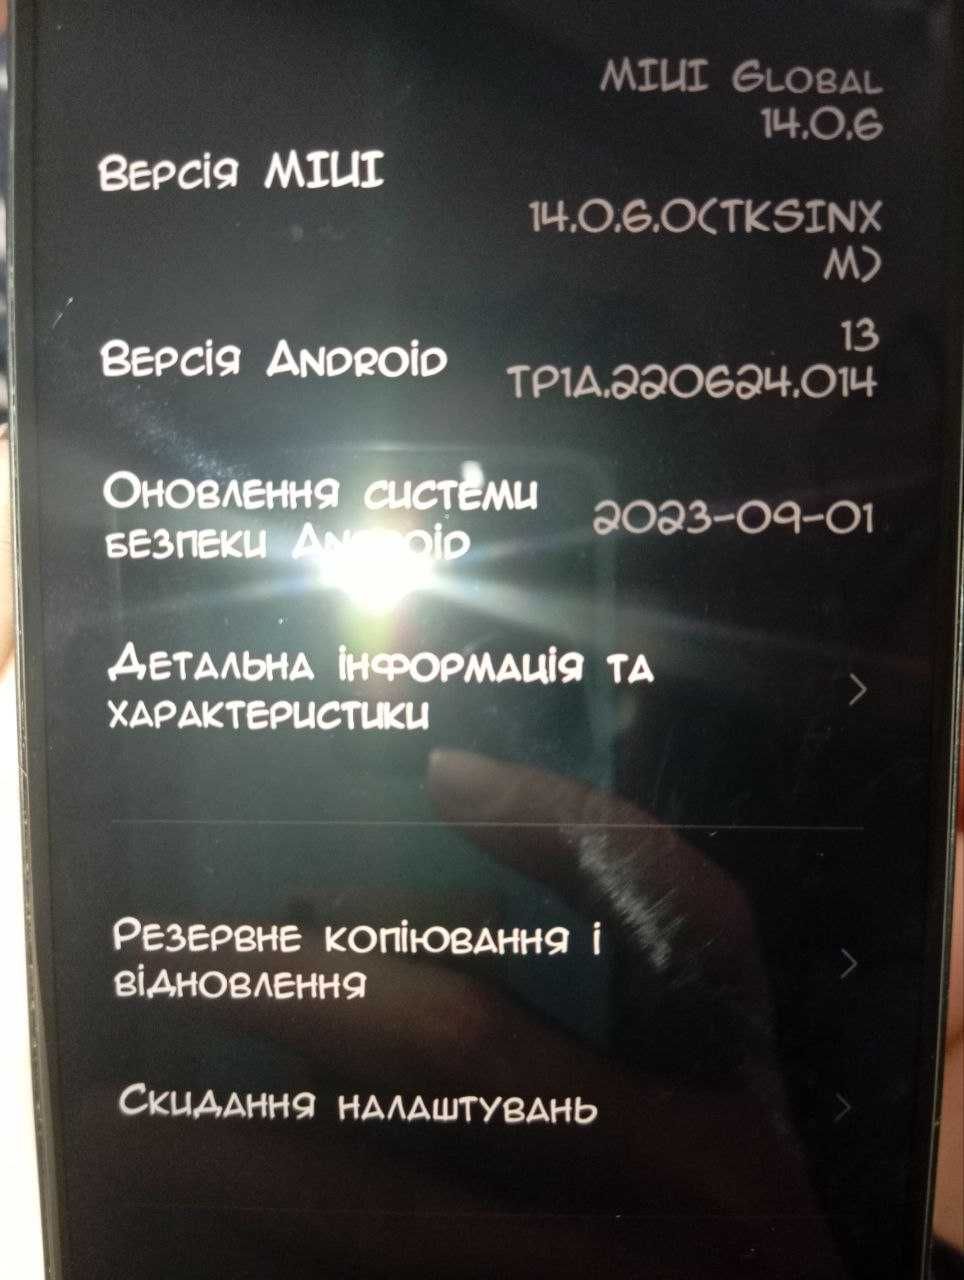 MIUI Global
14.0.6
Версія MIUI
14.0.6.0(TKSINX
M)
13
Версія Android
TP1A.220624.014
Оновлення системи
безпеки Android
2023-09-01
Детальна інформація та
характеристики
Резервне копіювання і
відновлення
Скидання налаштувань